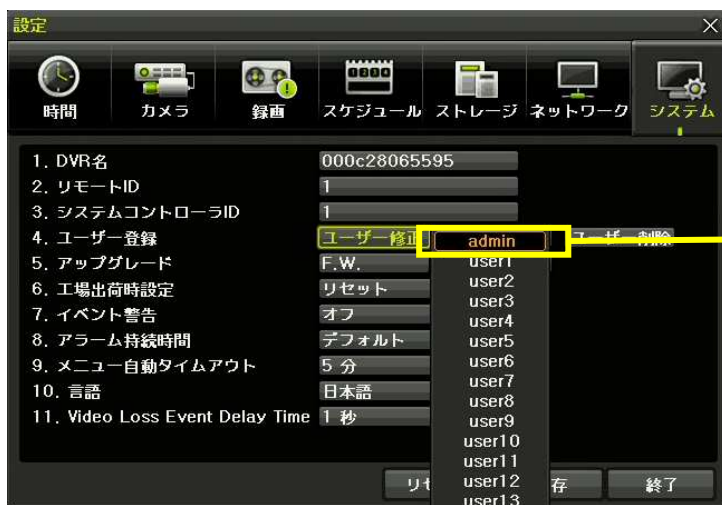 設定
時間 カメラ 録画 スケジュール ストレージ ネットワーク システム
1. DVR名 000c28065595
2. リモートID 1
3. システムコントローラID 1
4. ユーザー登録 ユーザー修正 admin
user1
5. アップグレード F.W.
user2
6. 工場出荷時設定 リセット
user3
7. イベント警告 オフ
user4
8. アラーム持続時間 デフォルト
user5
9. メニュー自動タイムアウト 5 分
user6
user7
10. 言語 日本語
user8
11. Video Loss Event Delay Time 1 秒
user9
user10
user11
user12
user13
終了